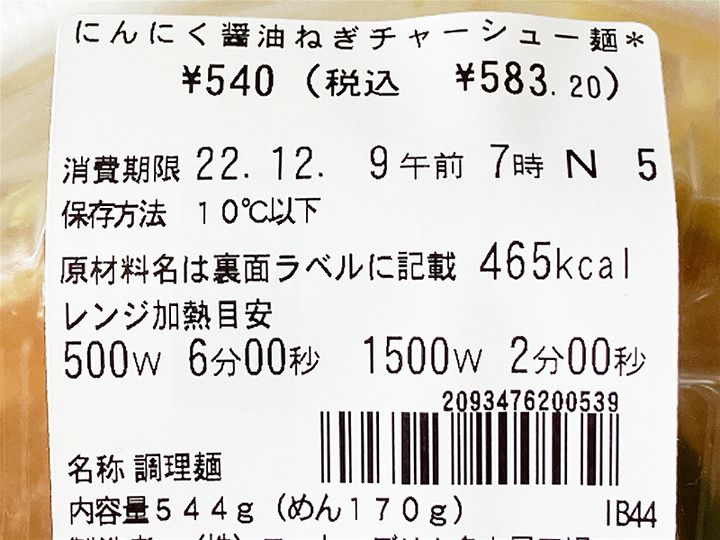 にんにく醤油ねぎチャーシュー麺*
¥540 (税込 ¥583.20)
消費期限 22.12. 9午前 7時 N 5
保存方法 10℃以下
原材料名は裏面ラベルに記載 465kcal
レンジ加熱目安
500W 6分00秒 1500W 2分00秒
2093476200539
名称 調理麺
内容量544g(めん170g)
IB44